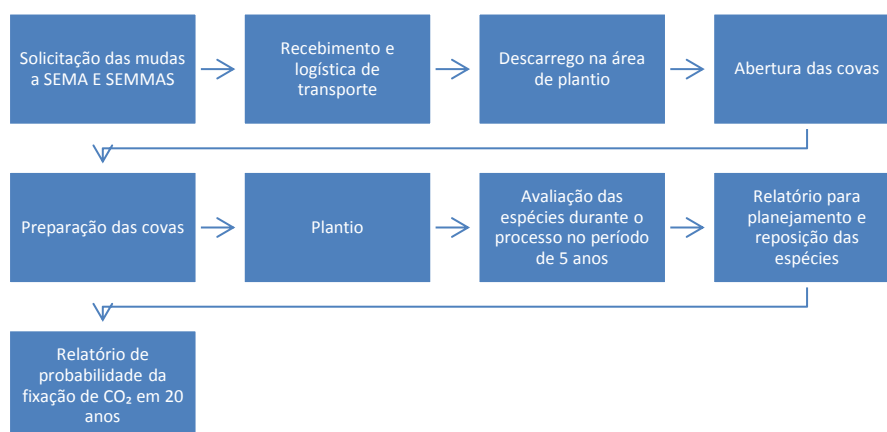 Solicitação das mudas
a SEMA E SEMMAS
Recebimento e
logística de
transporte
Descarrego na área
de plantio
Abertura das covas
Preparação das covas
Plantio
Avaliação das
espécies durante o
processo no período
de 5 anos
Relatório para
planejamento e
reposição das
espécies
Relatório de
probabilidade da
fixação de CO₂ em 20
anos